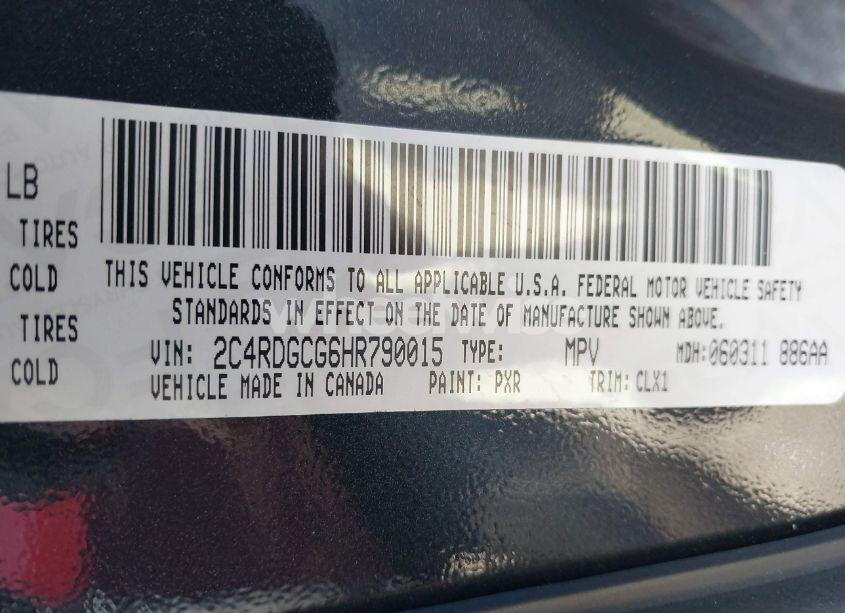 LB
TIRES
COLD
TIRES
COLD
THIS VEHICLE CONFORMS TO ALL APPLICABLE U.S.A. FEDERAL MOTOR VEHICLE SAFETY
STANDARDS IN EFFECT ON THE DATE OF MANUFACTURE SHOWN ABOVE.
VIN: 2C4RDGCG6HR790015 TYPE: MPV MDH:060311 886AA
VEHICLE MADE IN CANADA PAINT: PXR TRIM: CLX1